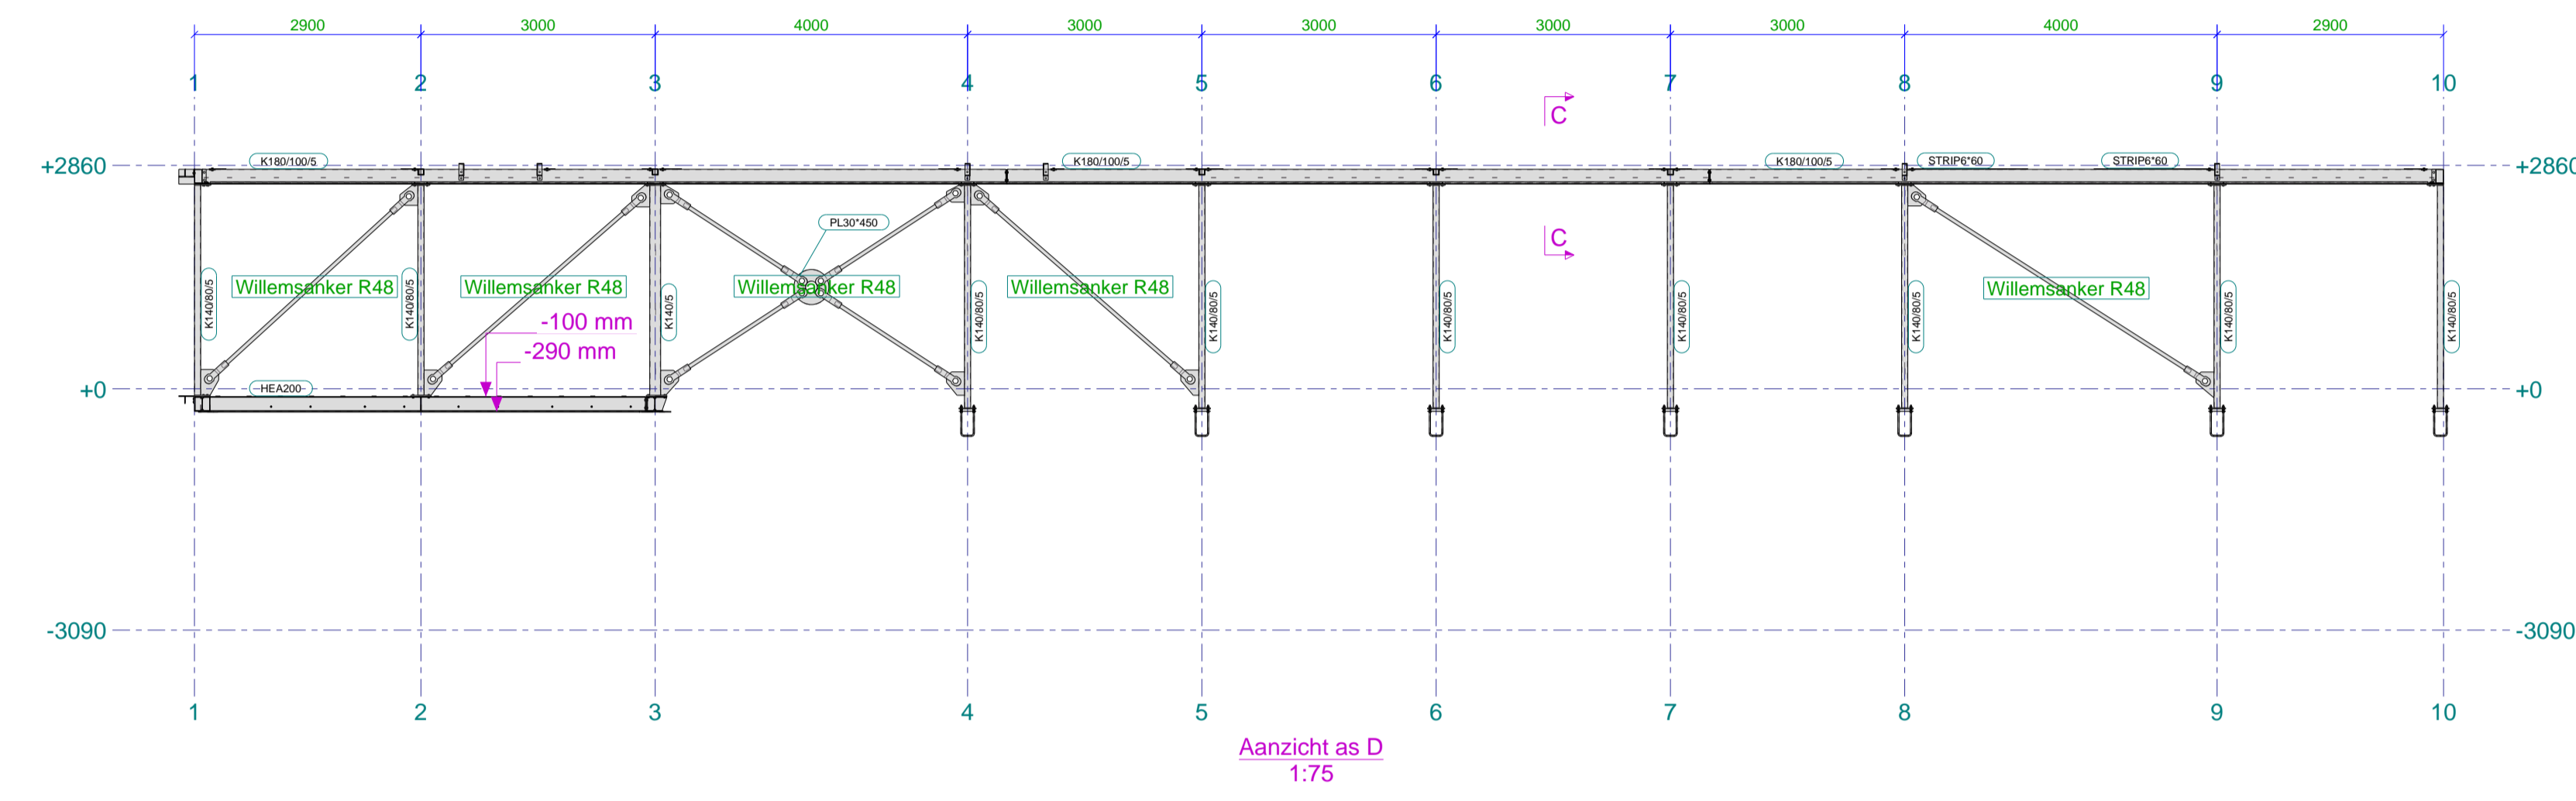 2900 3000 4000 3000 3000 3000 3000 4000 2900
1 2 3 4 5 6 7 8 9 10
C
+2860 K180/100/5 K180/100/5 K180/100/5 STRIP6*60 STRIP6*60 +2860
PL30*450
C
Willemsanker R48 Willemsanker R48 Willemsanker R48 Willemsanker R48 Willemsanker R48
K140/80/5 K140/80/5 K140/5 K140/80/5 K140/80/5 K140/80/5 K140/80/5 K140/80/5 K140/80/5 K140/80/5
-100 mm
-290 mm
+0 HEA200 +0
-3090 -3090
1 2 3 4 5 6 7 8 9 10
Aanzicht as D
1:75